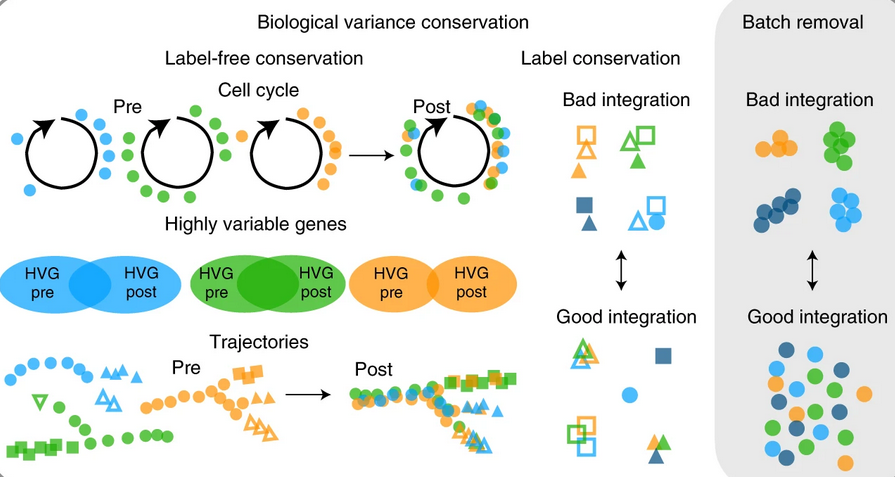 Biological variance conservation
Batch removal
Label-free conservation
Label conservation
Cell cycle
Pre
Post
Bad integration
Bad integration
Highly variable genes
HVG
pre
HVG
post
HVG
pre
HVG
post
HVG
pre
HVG
post
Good integration
Good integration
Trajectories
Pre
Post